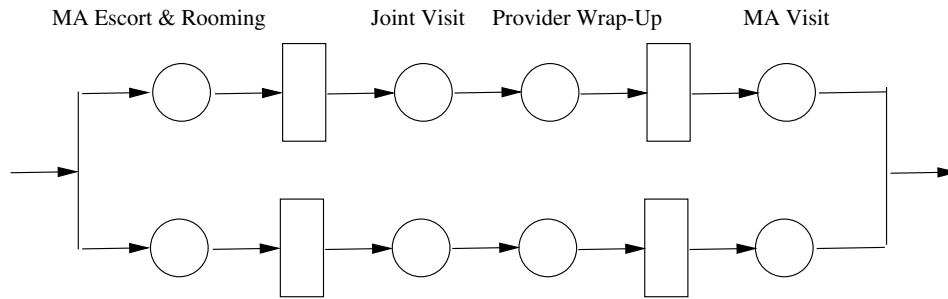 MA Escort & Rooming
Joint Visit
Provider Wrap-Up
MA Visit